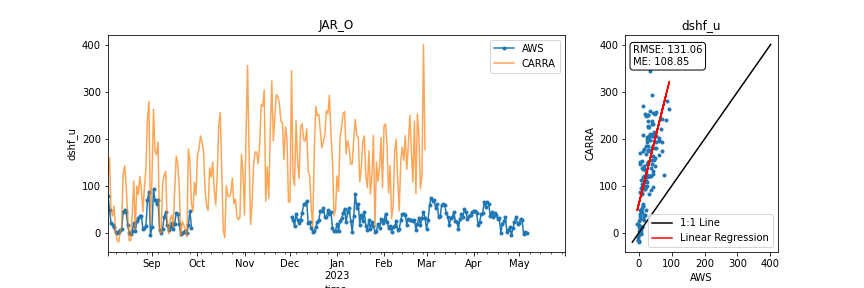 JAR_O
dshf_u
400
300
200
100
0
AWS
CARRA
Sep
Oct
Nov
Dec
Jan
2023
Feb
Mar
Apr
May
time
dshf_u
CARRA
400
300
200
100
0
RMSE: 131.06
ME: 108.85
1:1 Line
Linear Regression
0
100
200
300
400
AWS